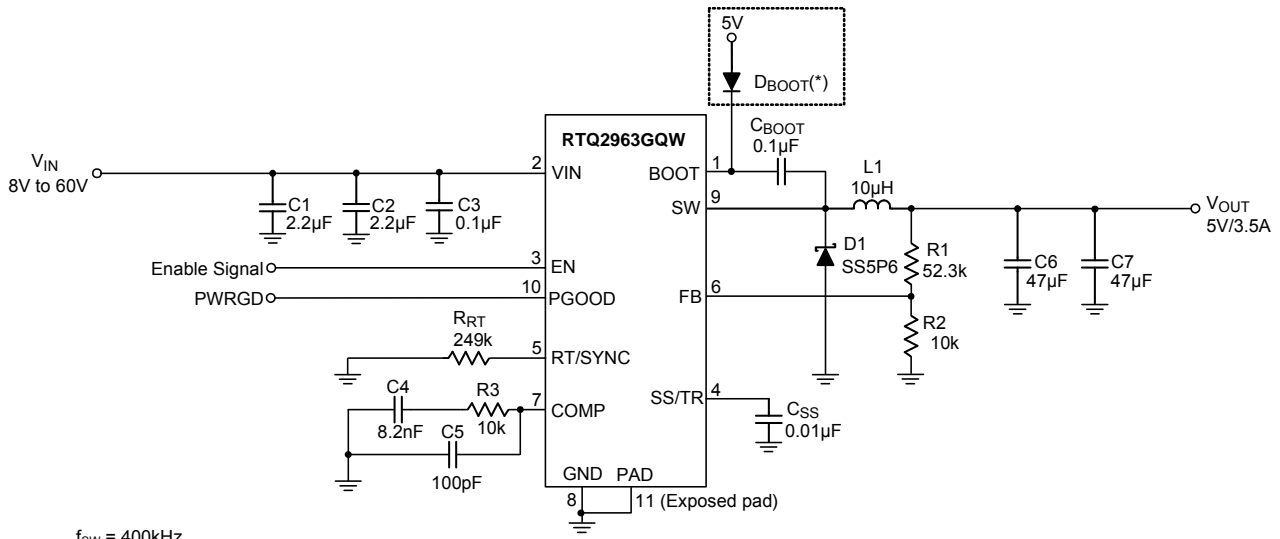 5V
DBOOT(*)
RTQ2963GQW
CBOOT
0.1µF
VIN
8V to 60V
2
VIN
BOOT
1
L1
10µH
SW
9
VOUT
5V/3.5A
C1
2.2µF
C2
2.2µF
C3
0.1µF
D1
SS5P6
R1
52.3k
C6
47µF
C7
47µF
Enable Signal
3
EN
PWRGD
10
PGOOD
FB
6
R2
10k
RRT
249k
5
RT/SYNC
SS/TR
4
CSS
0.01µF
C4
8.2nF
R3
10k
7
COMP
C5
100pF
GND
PAD
8
11 (Exposed pad)
fSW = 400kHz